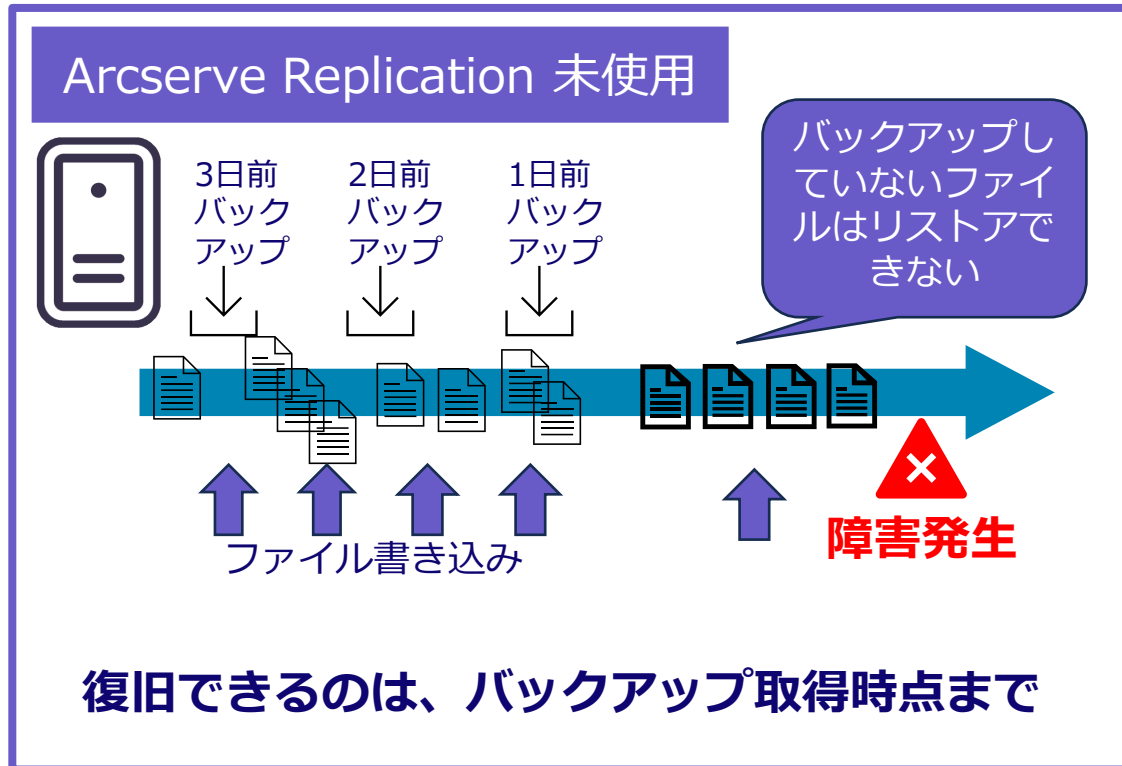 Arcserve Replication 未使用
3日前
バック
アップ
2日前
バック
アップ
1日前
バック
アップ
バックアップし
ていないファイ
ルはリストアで
きない
ファイル書き込み
障害発生
復旧できるのは、バックアップ取得時点まで